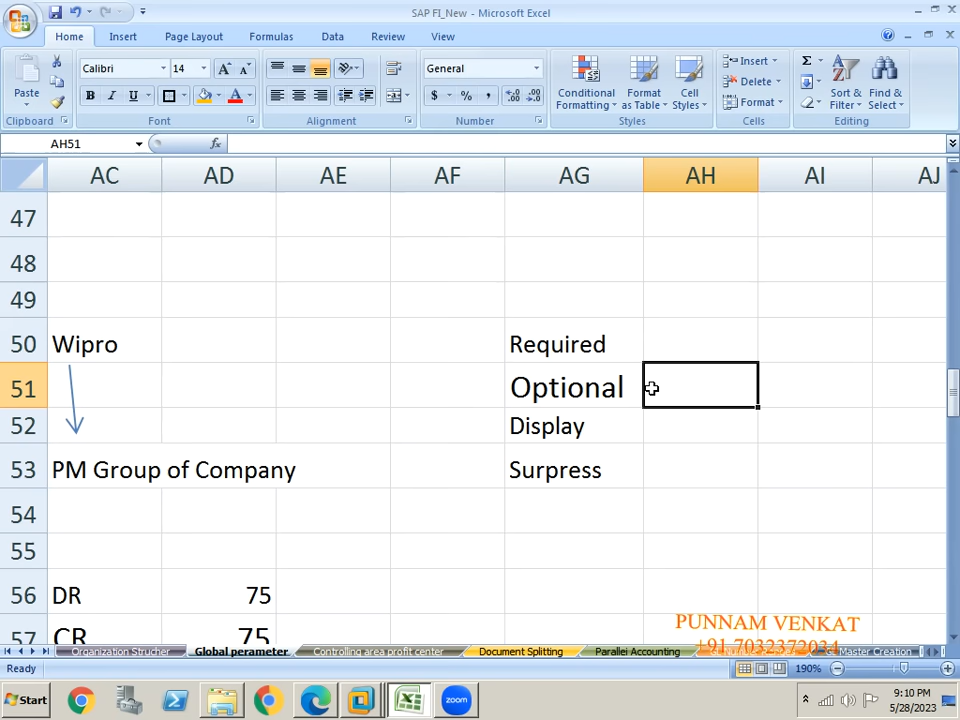 SAP FI_New - Microsoft Excel
Home Insert Page Layout Formulas Data Review View
Paste
Calibri 14
B I U
General
$ % ,
Conditional Formatting
Format as Table
Cell Styles
Insert
Delete
Format
Sort & Filter
Find & Select
Clipboard Font Alignment Number Styles Cells Editing
AH51 fx
AC AD AE AF AG AH AI AJ
47
48
49
50 Wipro Required
51 Optional
52 Display
53 PM Group of Company Surpress
54
55
56 DR 75
57 CR 75
PUNNAM VENKAT
+91 7032372034
Organization Strucher Global perameter Controlling area profit center Document Splitting Parallel Accounting Master Creation
Ready 190%
Start zoom 9:10 PM
5/28/2023